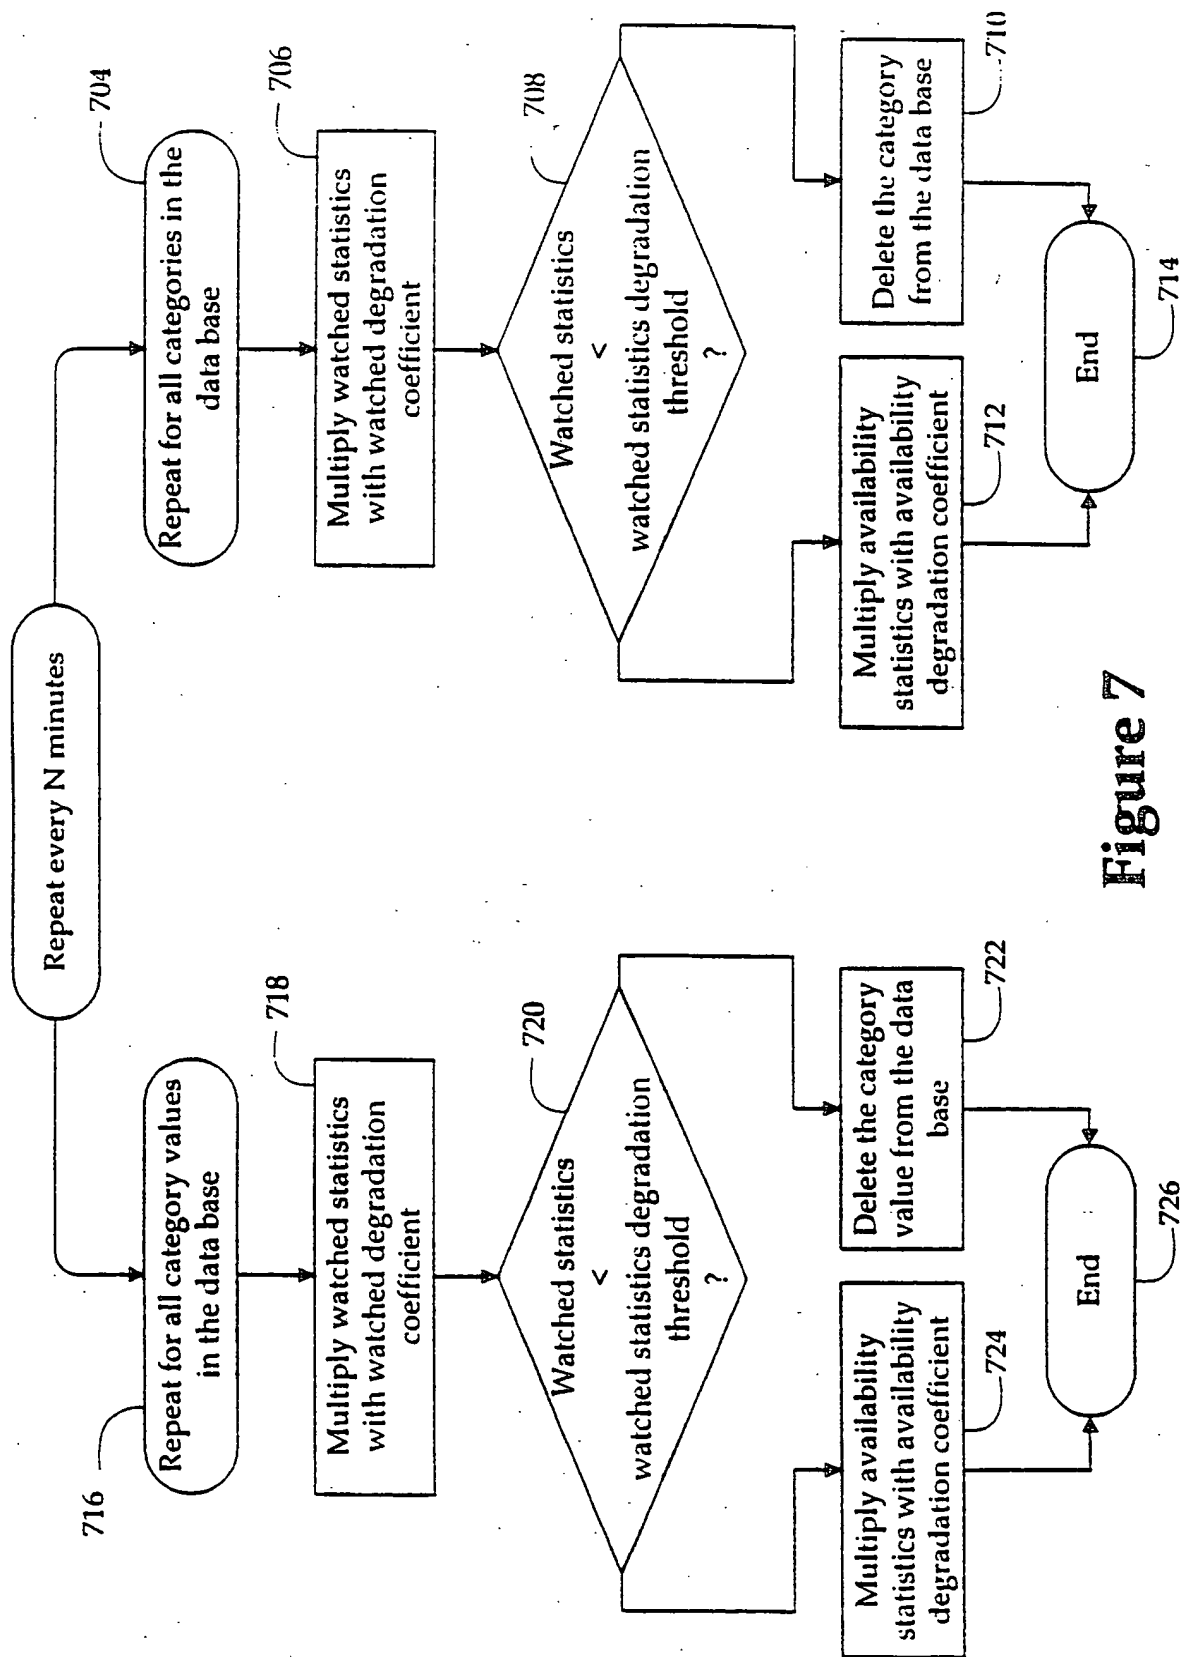 Repeat every N minutes
716
Repeat for all category values
in the data base
718
Multiply watched statistics
with watched degradation
coefficient
720
Watched statistics
<
watched statistics degradation
threshold
?
Multiply availability
statistics with availability
degradation coefficient
724
Delete the category
value from the data
base
722
End
726
704
Repeat for all categories in the
data base
706
Multiply watched statistics
with watched degradation
coefficient
708
Watched statistics
<
watched statistics degradation
threshold
?
Multiply availability
statistics with availability
degradation coefficient
712
Delete the category
from the data base
710
End
714
Figure 7